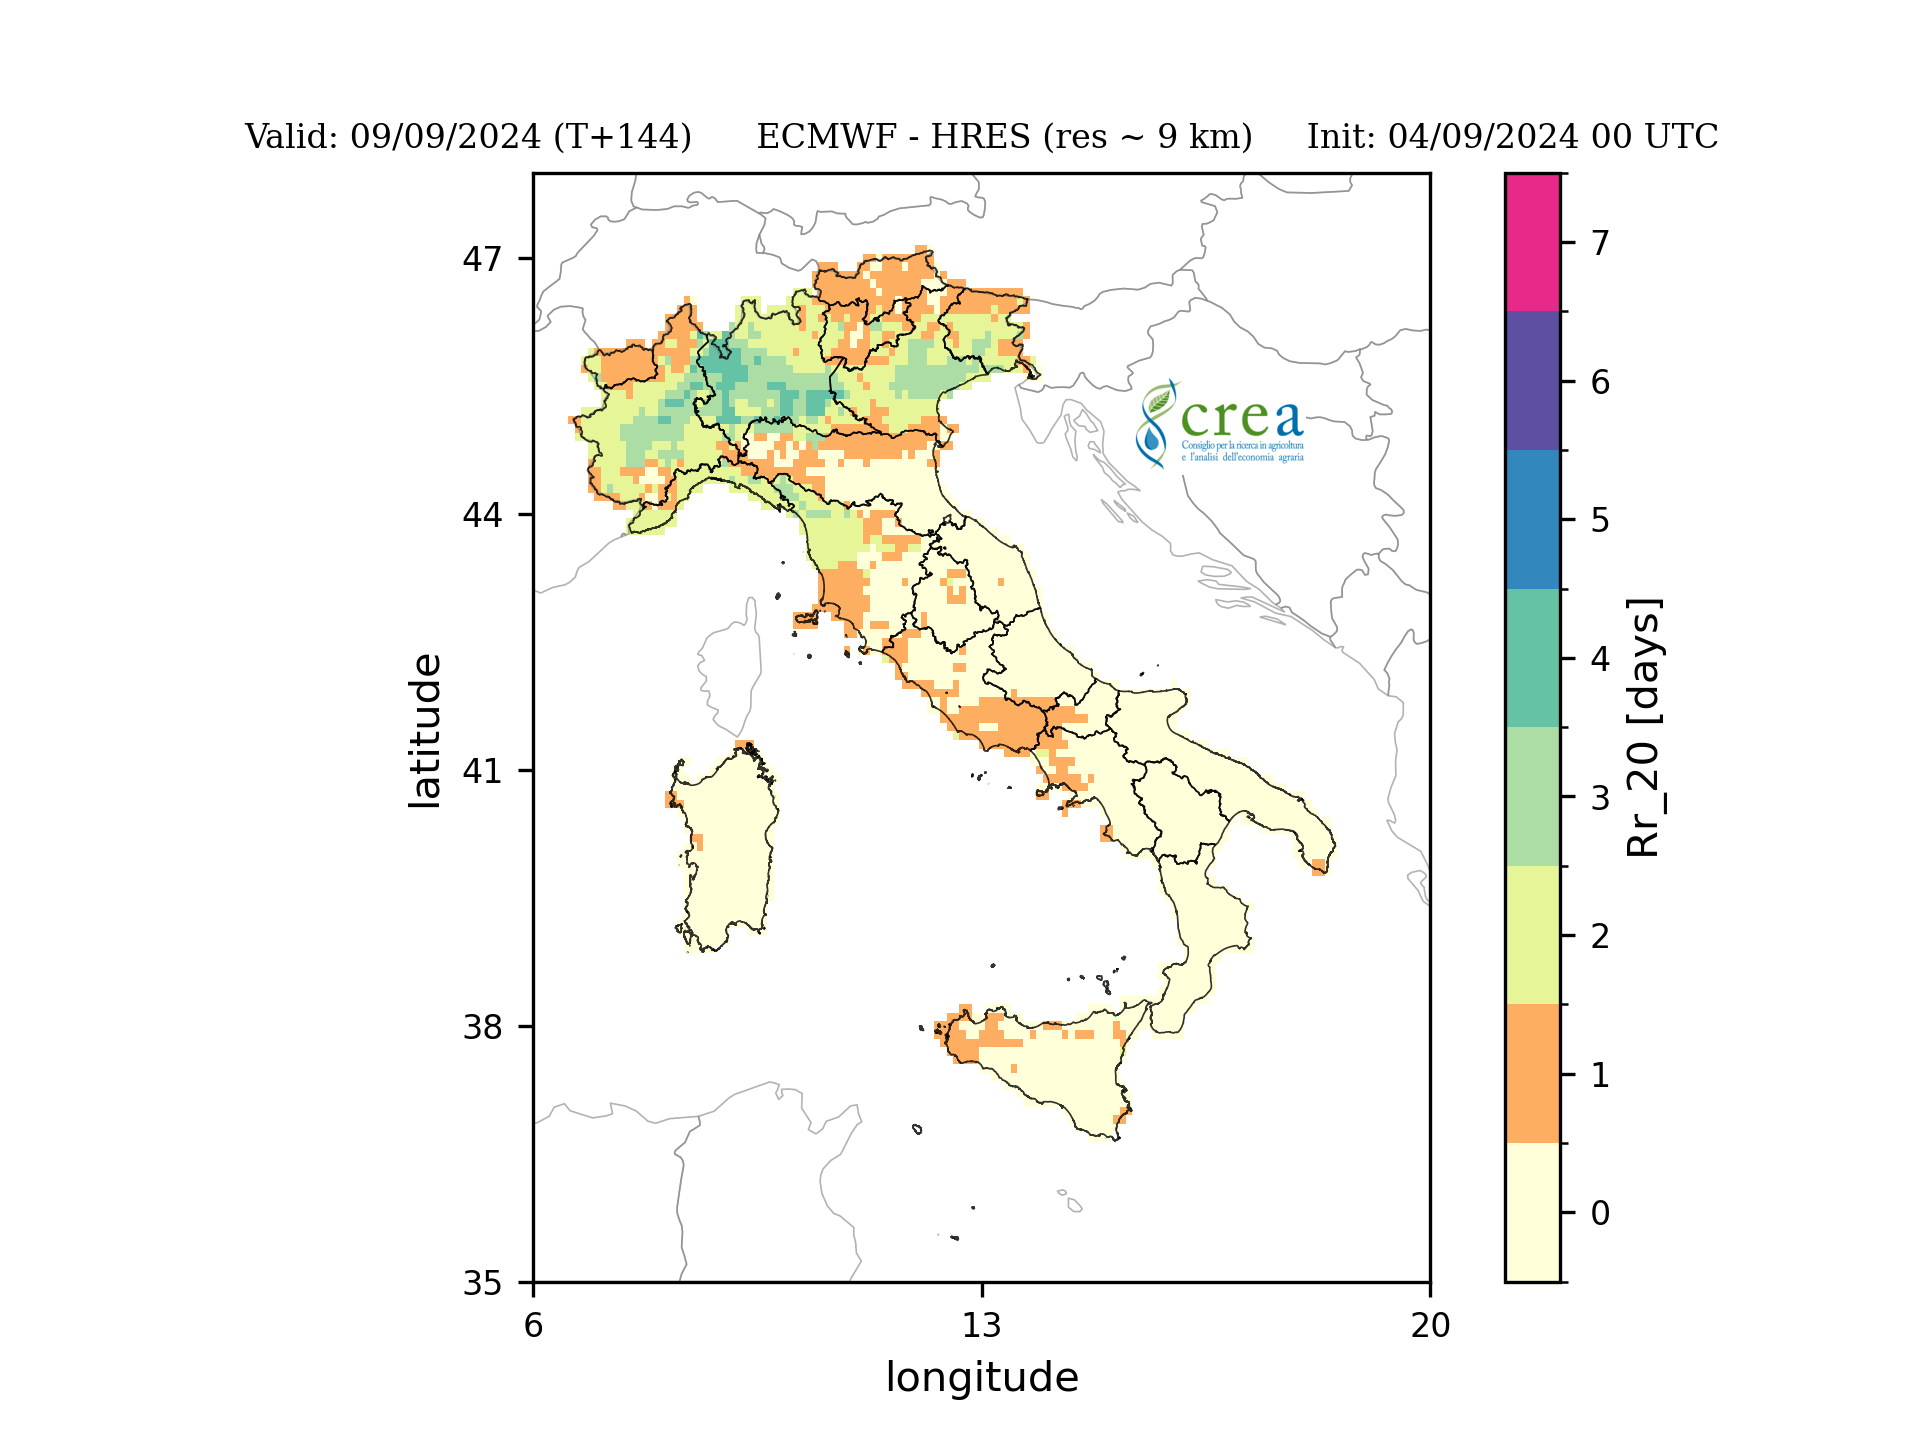 Valid: 09/09/2024 (T+144) ECMWF - HRES (res ~ 9 km) Init: 04/09/2024 00 UTC
47
44
41
38
35
latitude
6 13 20
longitude
crea
Consiglio per la ricerca in agricoltura
e l'analisi dell'economia agraria
7
6
5
4
3
2
1
0
Rr_20 [days]